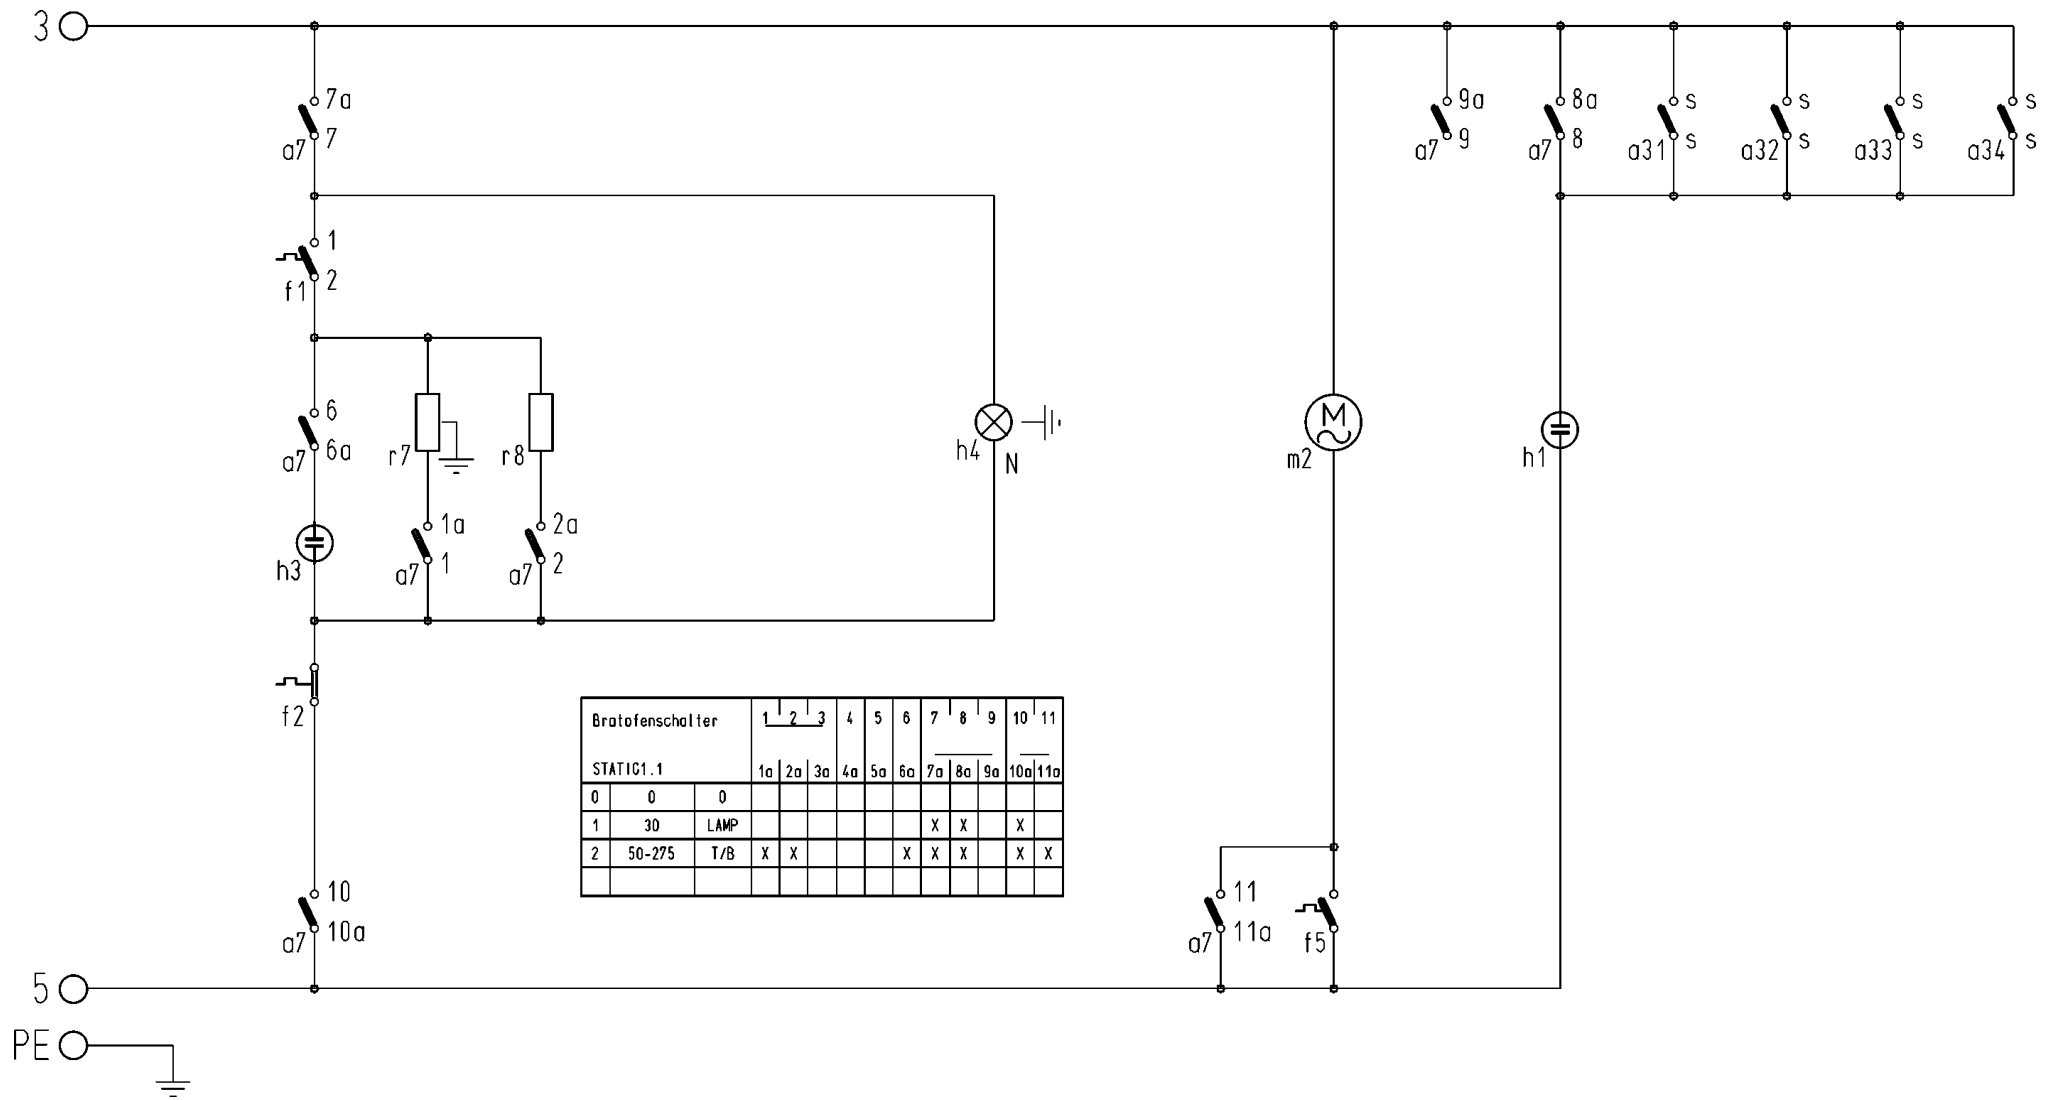 3
7a 9a 8a s s s s
7 9 8 s s s s
a7 a7 a7 a31 a32 a33 a34
1
2
f1
6
6a
a7 r7 r8 h4 N m2 M h1
1a 2a
1 2
h3 a7 a7
f2
Bratofenschalter 1 2 3 4 5 6 7 8 9 10 11
STATIC1.1 1a 2a 3a 4a 5a 6a 7a 8a 9a 10a 11a
0 0 0
1 30 LAMP X X X
2 50-275 T/B X X X X X X X
10 11
10a 11a
a7 a7 f5
5
PE